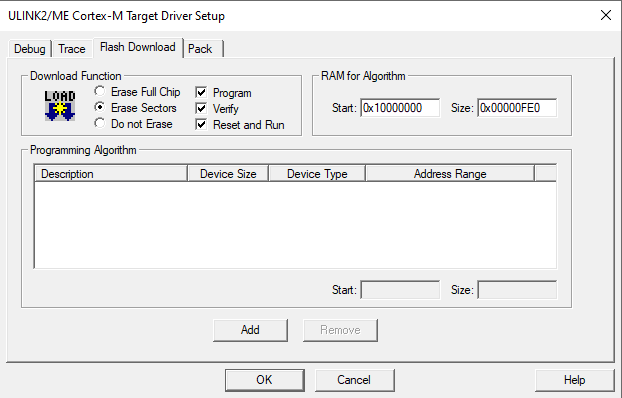 ULINK2/ME Cortex-M Target Driver Setup
Debug Trace Flash Download Pack
Download Function
LOAD
Erase Full Chip
Erase Sectors
Do not Erase
Program
Verify
Reset and Run
RAM for Algorithm
Start: 0x10000000 Size: 0x00000FE0
Programming Algorithm
Description Device Size Device Type Address Range
Start: Size:
Add Remove
OK Cancel Help